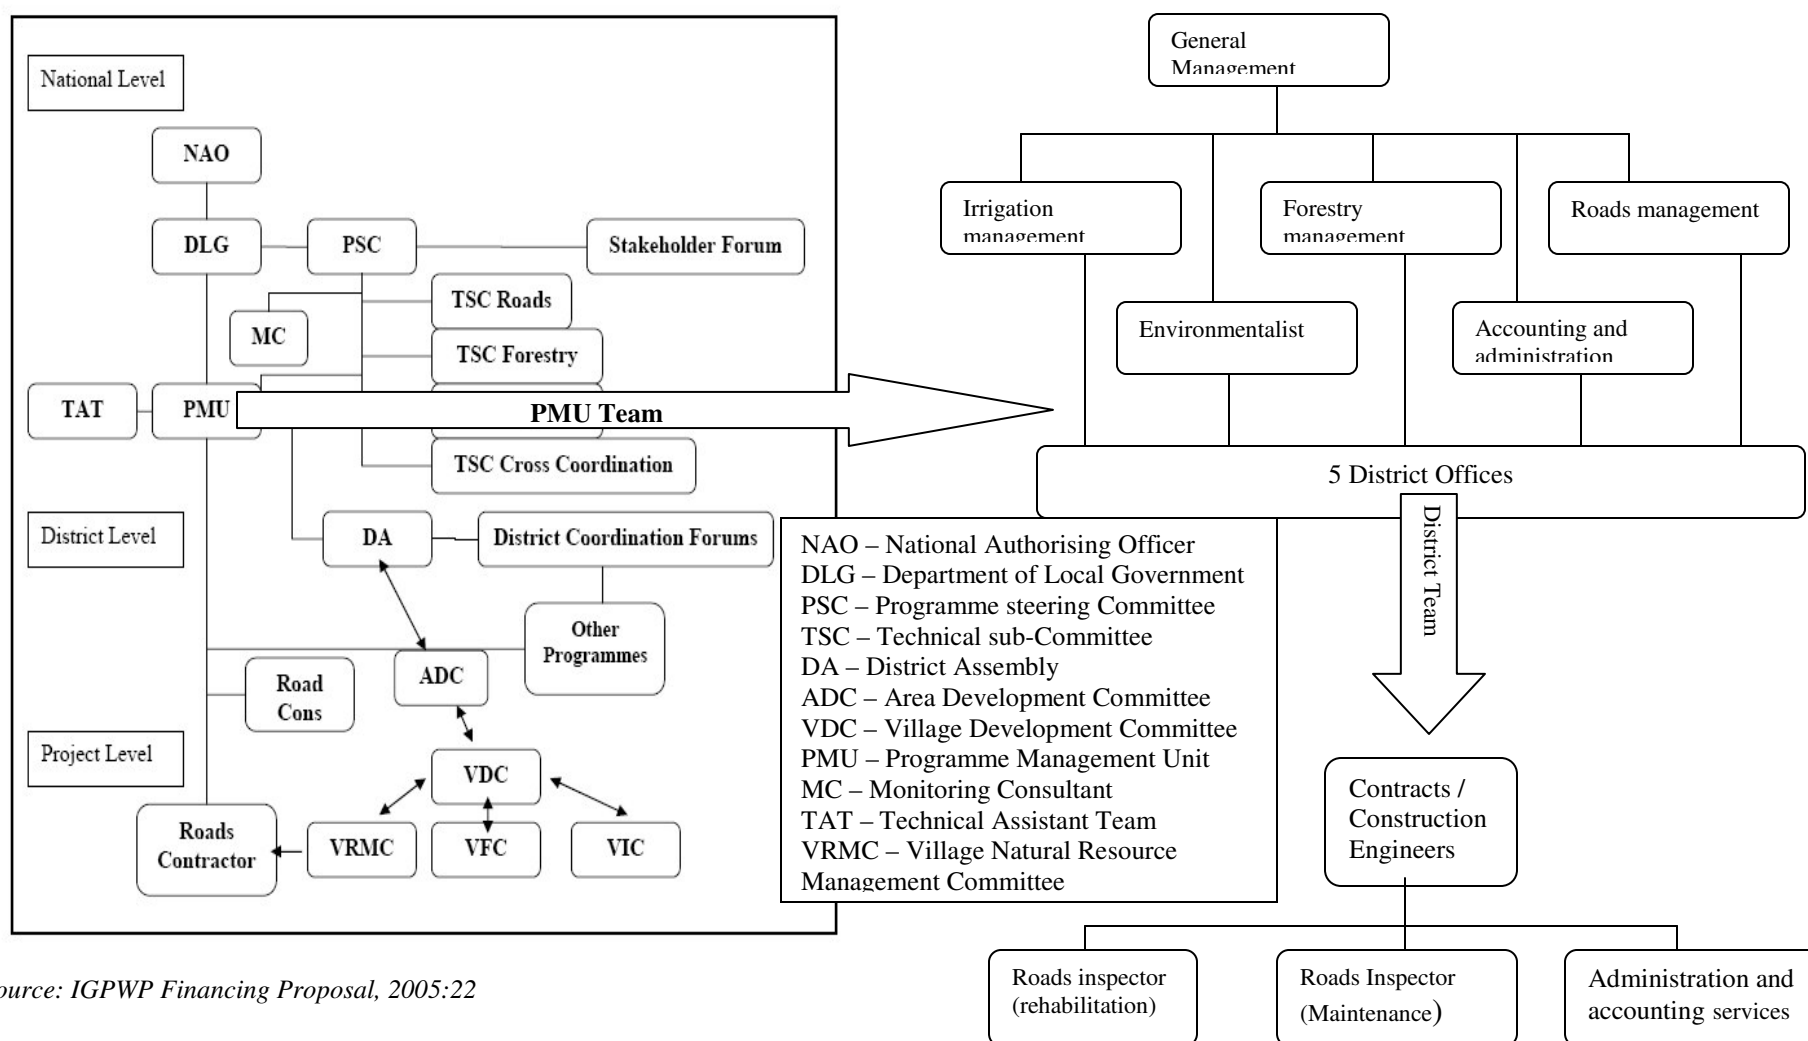 National Level
NAO
DLG
PSC
Stakeholder Forum
TSC Roads
MC
TSC Forestry
TAT
PMU
PMU Team
TSC Cross Coordination
District Level
DA
District Coordination Forums
Other
Programmes
ADC
Road
Cons
Project Level
VDC
Roads
Contractor
VRMC
VFC
VIC
General
Management
Irrigation
management
Forestry
management
Roads management
Environmentalist
Accounting and
administration
5 District Offices
District Team
NAO – National Authorising Officer
DLG – Department of Local Government
PSC – Programme steering Committee
TSC – Technical sub-Committee
DA – District Assembly
ADC – Area Development Committee
VDC – Village Development Committee
PMU – Programme Management Unit
MC – Monitoring Consultant
TAT – Technical Assistant Team
VRMC – Village Natural Resource
Management Committee
Contracts /
Construction
Engineers
Roads inspector
(rehabilitation)
Roads Inspector
(Maintenance)
Administration and
accounting services
ource: IGPWP Financing Proposal, 2005:22